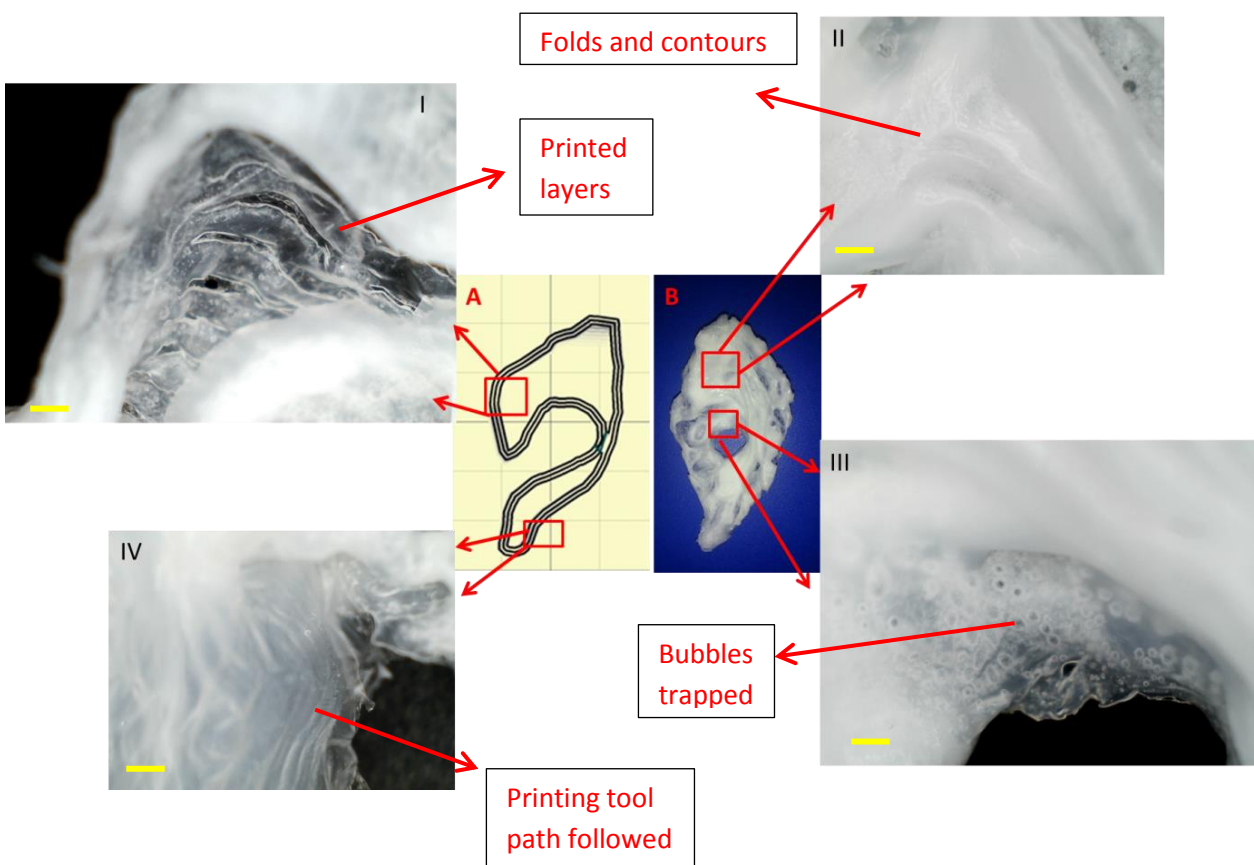 Folds and contours
II
I
Printed
layers
A
B
III
IV
Bubbles
trapped
Printing tool
path followed